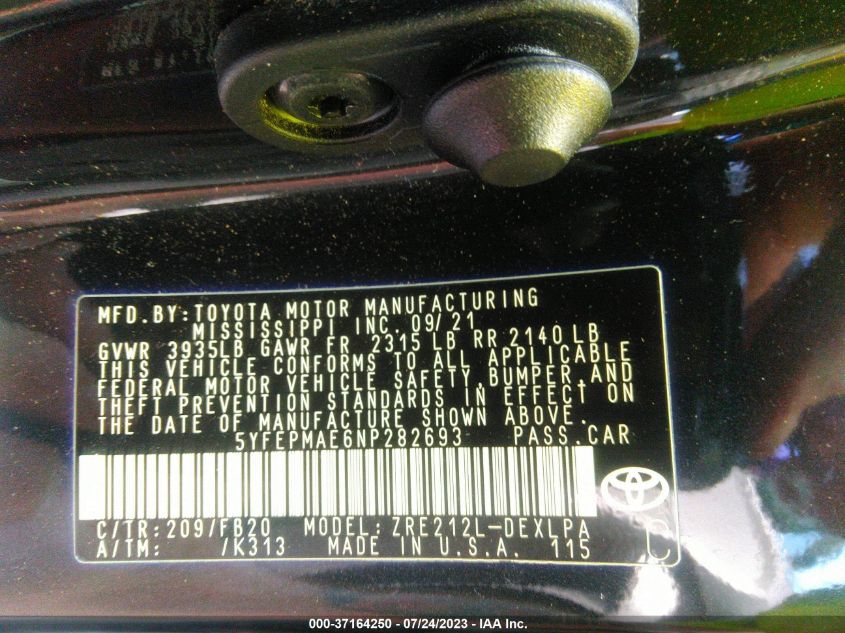 MFD.BY:TOYOTA MOTOR MANUFACTURING
MISSISSIPPI INC. 09/21
GVWR 3935LB GAWR FR 2315 LB RR 2140 LB
THIS VEHICLE CONFORMS TO ALL APPLICABLE
FEDERAL MOTOR VEHICLE SAFETY,BUMPER,AND
THEFT PREVENTION STANDARDS IN EFFECT ON
THE DATE OF MANUFACTURE SHOWN ABOVE.
5YFEPMAE6NP282693 PASS.CAR
C/TR:209/FB20 MODEL:ZRE212L-DEXLPA
A/TM: /K313 MADE IN U.S.A. 115
C
000-37164250 - 07/24/2023 - IAA Inc.